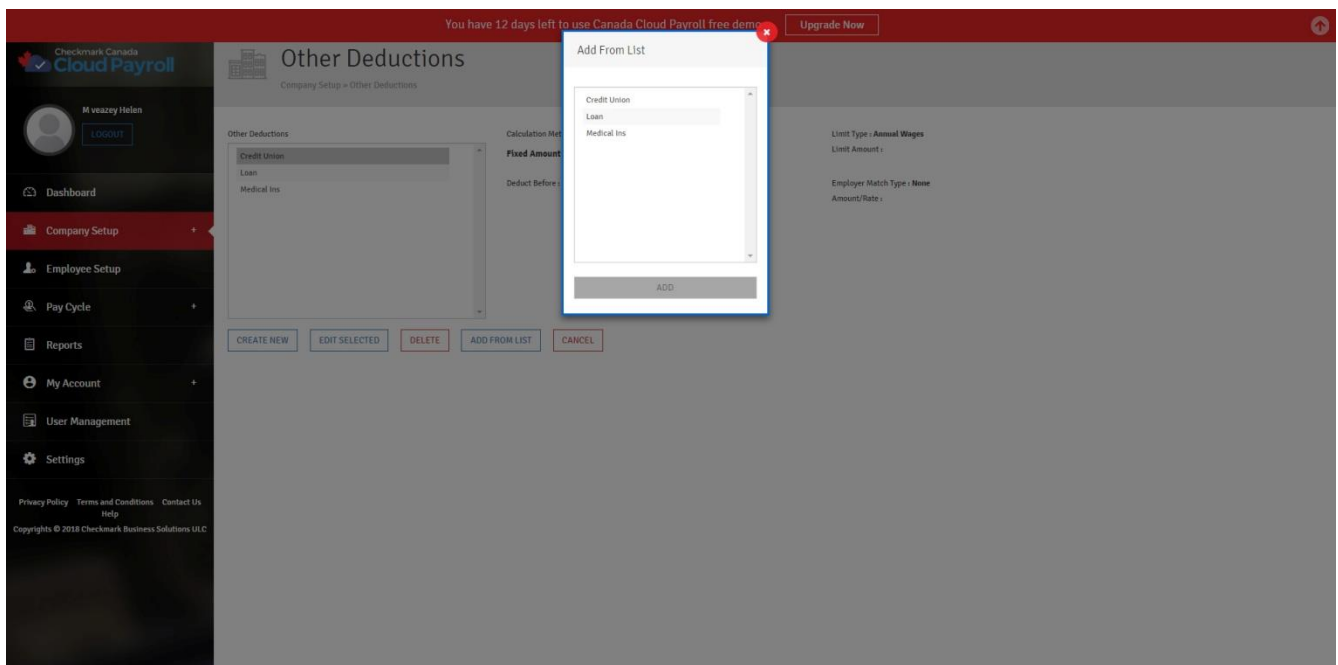 You have 12 days left to use Canada Cloud Payroll free demo
Upgrade Now
Checkmark Canada
Cloud Payroll
M veazey Helen
LOGOUT
Dashboard
Company Setup +
Employee Setup
Pay Cycle +
Reports
My Account +
User Management
Settings
Privacy Policy Terms and Conditions Contact Us
Help
Copyrights © 2018 Checkmark Business Solutions ULC
Other Deductions
Company Setup » Other Deductions
Other Deductions
Credit Union
Loan
Medical Ins
Calculation Met
Fixed Amount
Deduct Before :
Limit Type : Annual Wages
Limit Amount :
Employer Match Type : None
Amount/Rate :
CREATE NEW EDIT SELECTED DELETE ADD FROM LIST CANCEL
Add From List
Credit Union
Loan
Medical Ins
ADD